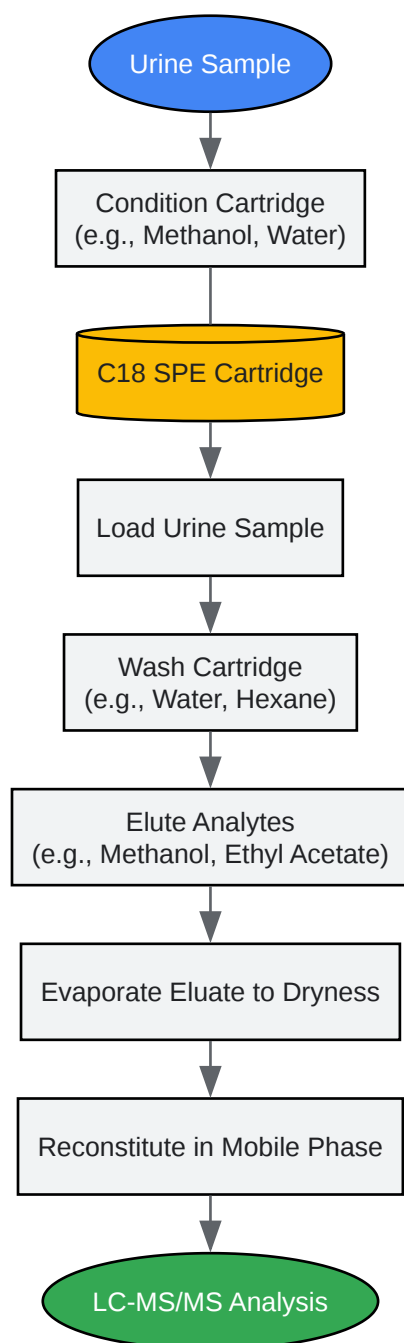 Urine Sample
Condition Cartridge
(e.g., Methanol, Water)
C18 SPE Cartridge
Load Urine Sample
Wash Cartridge
(e.g., Water, Hexane)
Elute Analytes
(e.g., Methanol, Ethyl Acetate)
Evaporate Eluate to Dryness
Reconstitute in Mobile Phase
LC-MS/MS Analysis